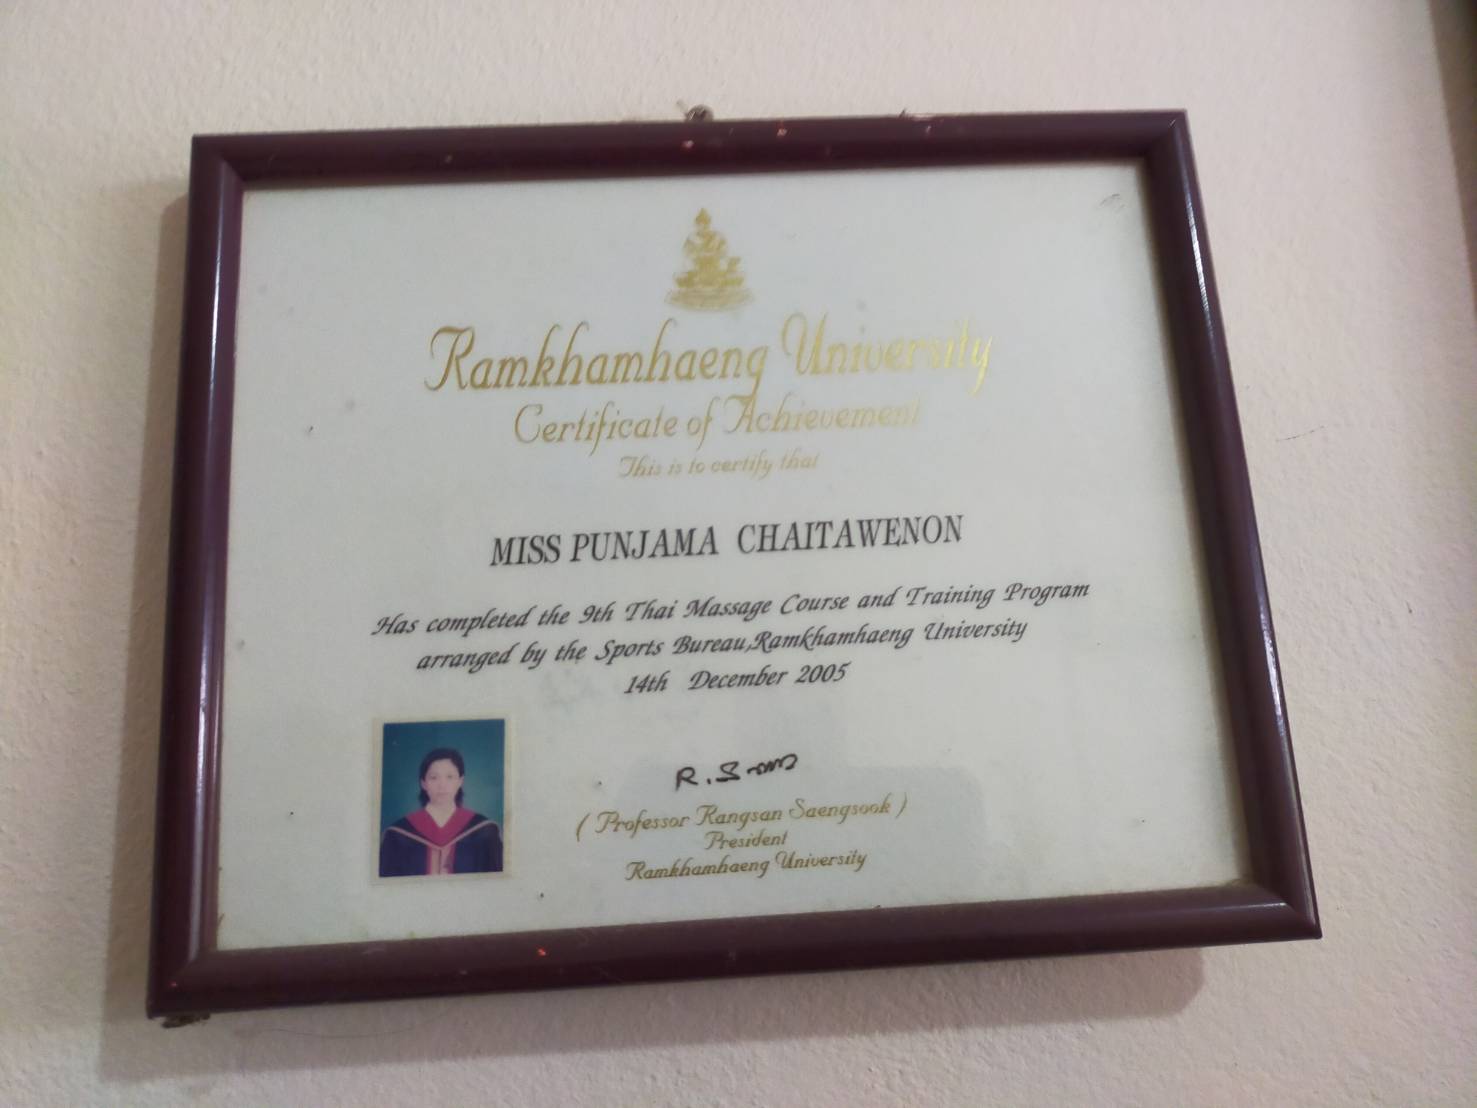 Ramkhamhaeng University
Certificate of Achievement
This is to certify that
MISS PUNJAMA CHAITAWENON
Has completed the 9th Thai Massage Course and Training Program
arranged by the Sports Bureau,Ramkhamhaeng University
14th December 2005
R. S
( Professor Rangsan Saengsook )
President
Ramkhamhaeng University